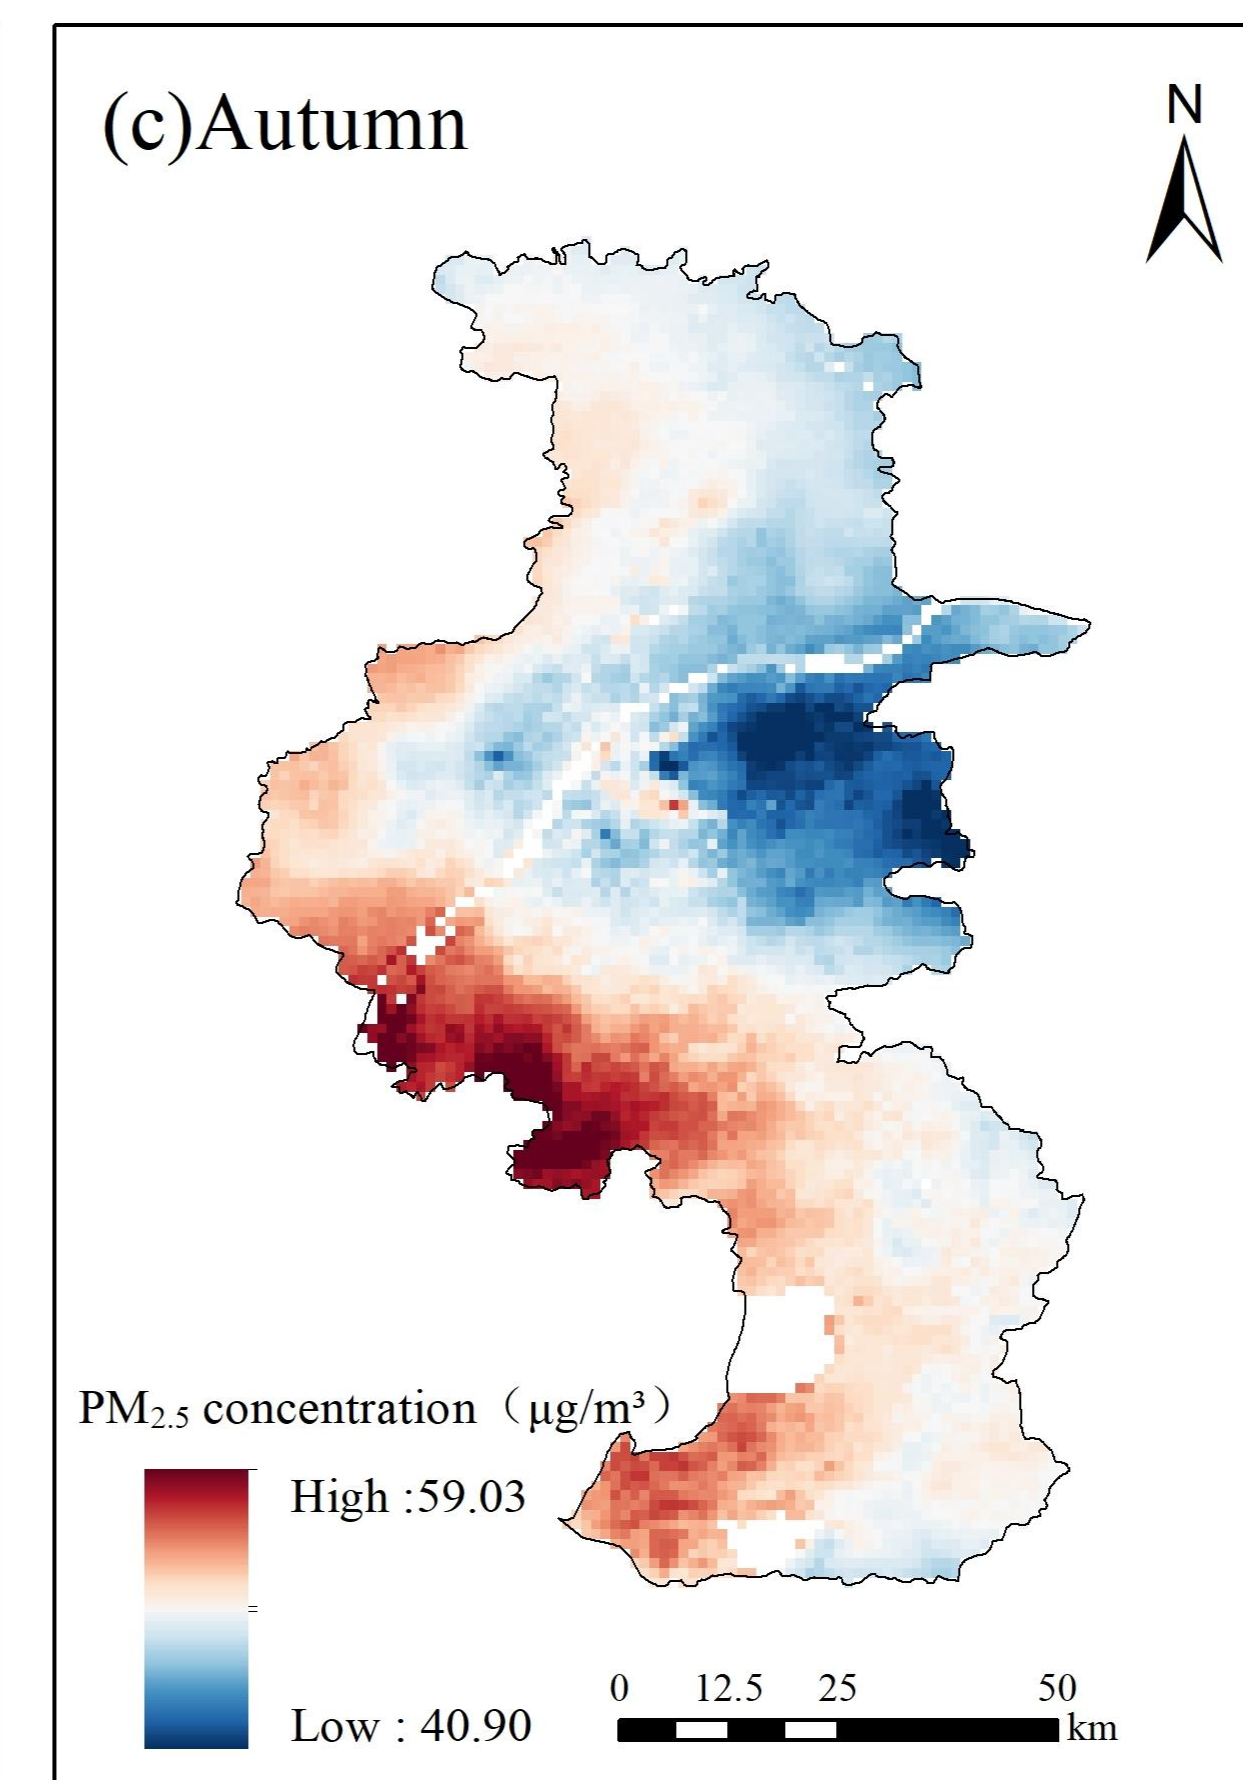 (c)Autumn
N
PM₂.₅ concentration（μg/m³）
High :59.03
Low : 40.90
0 12.5 25 50
km